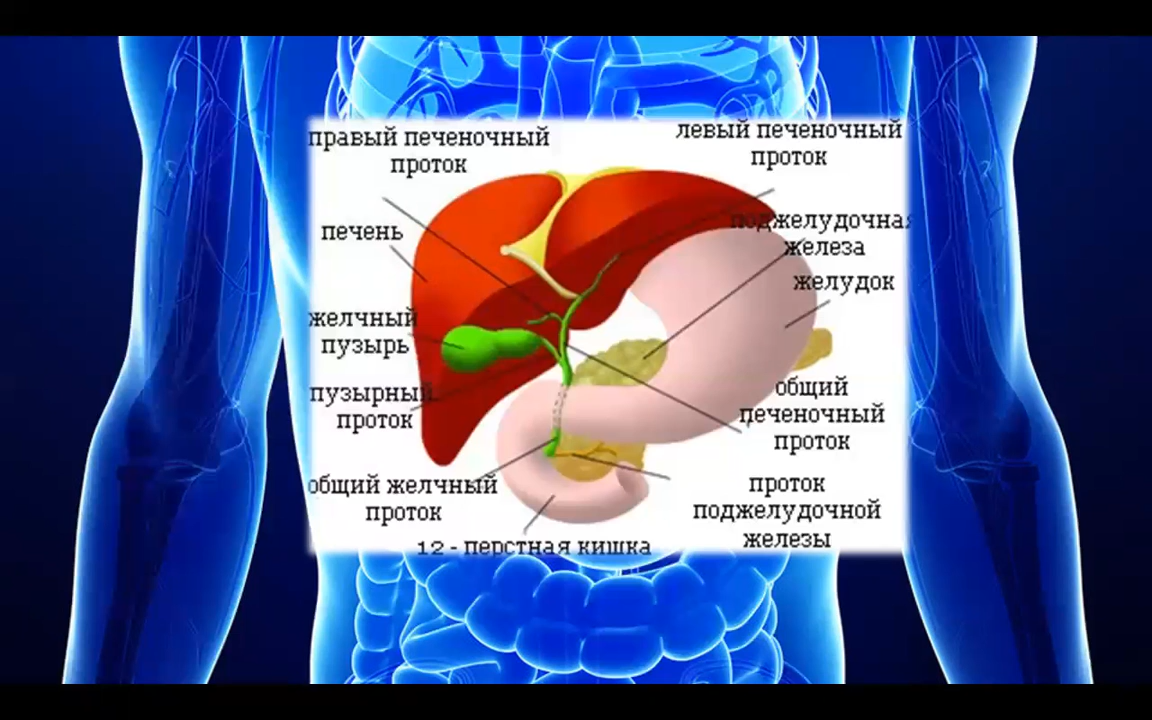 правый печеночный
проток
левый печеночный
проток
печень
поджелудочная
железа
желудок
желчный
пузырь
пузырный
проток
общий
печеночный
проток
общий желчный
проток
проток
поджелудочной
железы
12 - перстная кишка